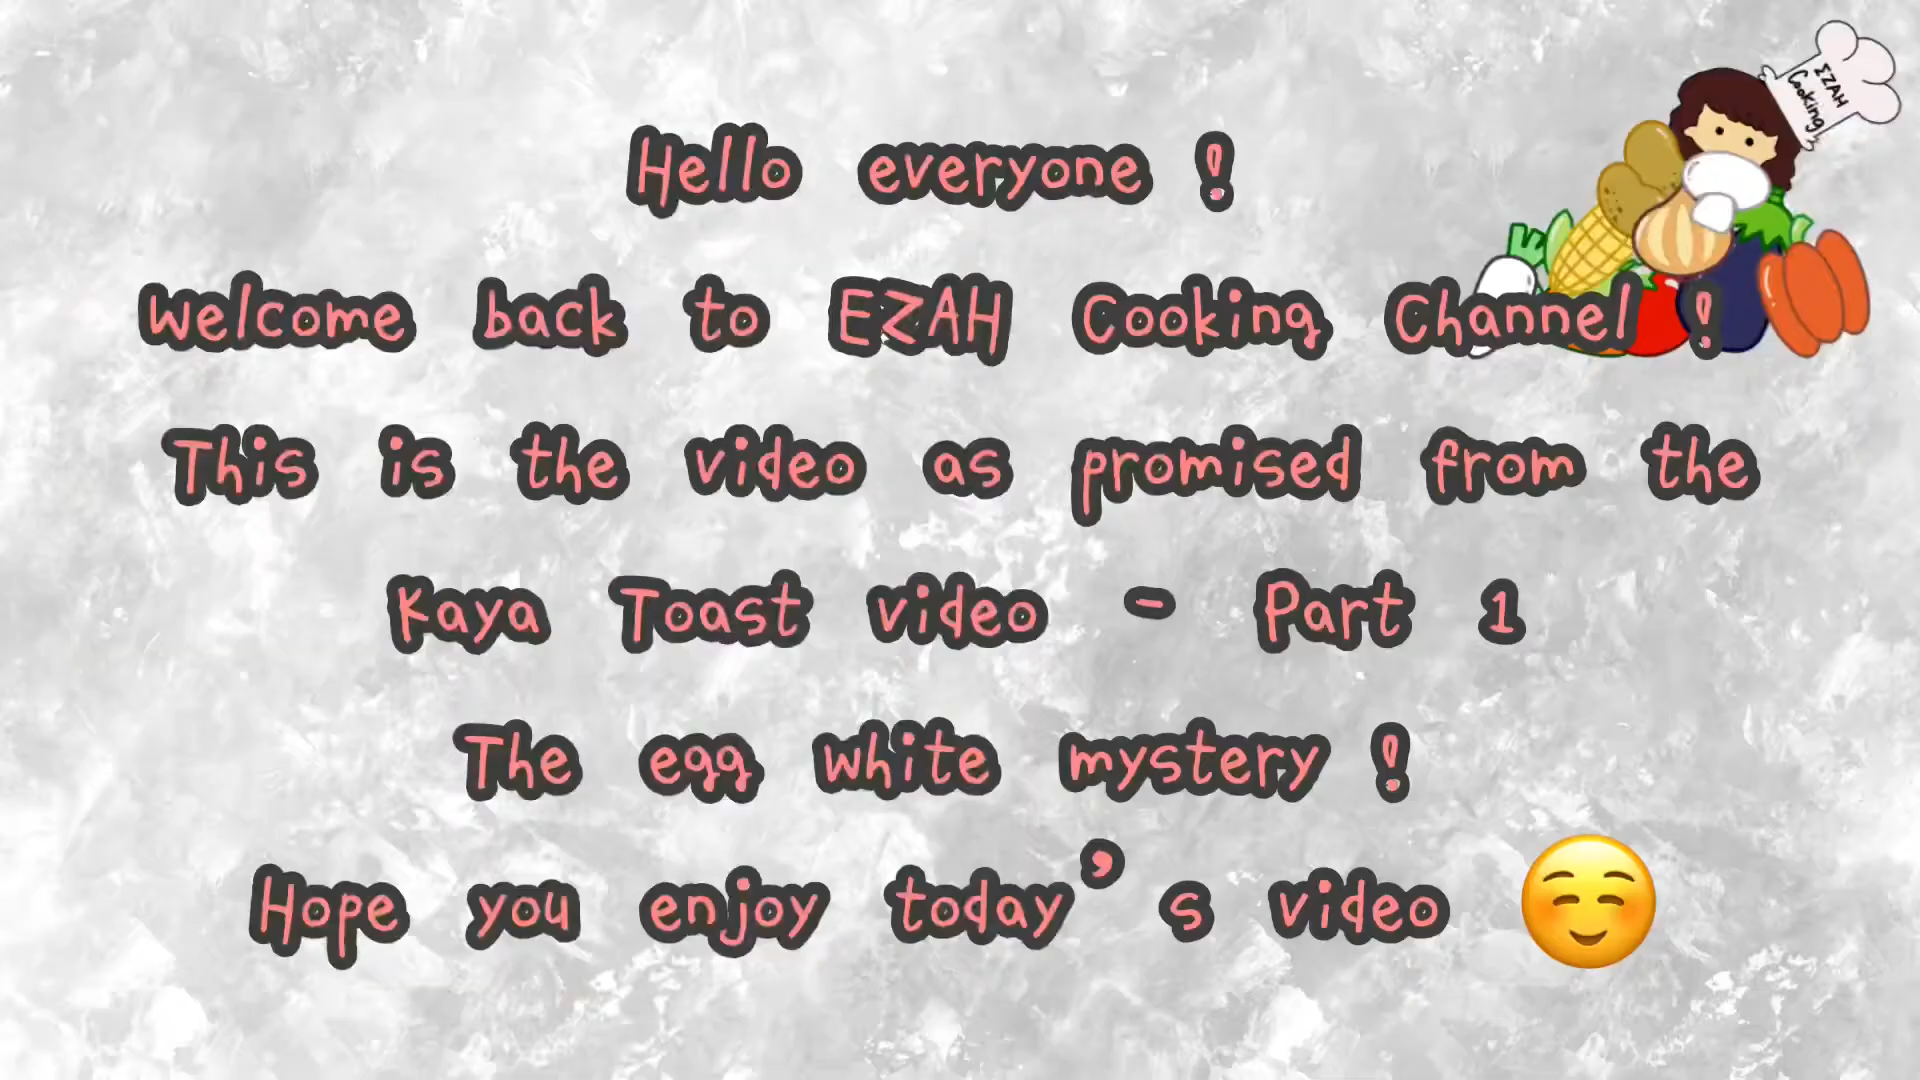 EZAH
Cooking
Hello everyone !
Welcome back to EZAH Cooking Channel !
This is the video as promised from the
Kaya Toast video - Part 1
The egg white mystery !
Hope you enjoy today's video ☺️